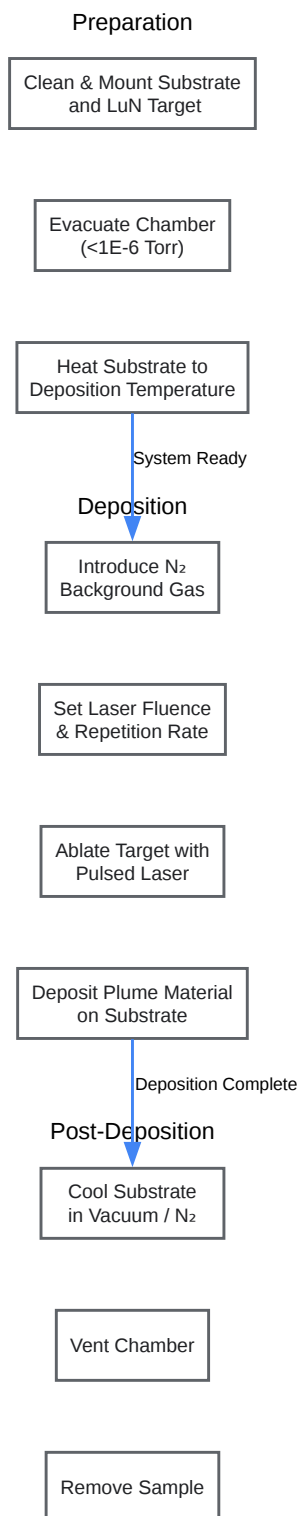 Preparation
Clean & Mount Substrate
and LuN Target
Evacuate Chamber
(<1E-6 Torr)
Heat Substrate to
Deposition Temperature
System Ready
Deposition
Introduce N₂
Background Gas
Set Laser Fluence
& Repetition Rate
Ablate Target with
Pulsed Laser
Deposit Plume Material
on Substrate
Deposition Complete
Post-Deposition
Cool Substrate
in Vacuum / N₂
Vent Chamber
Remove Sample